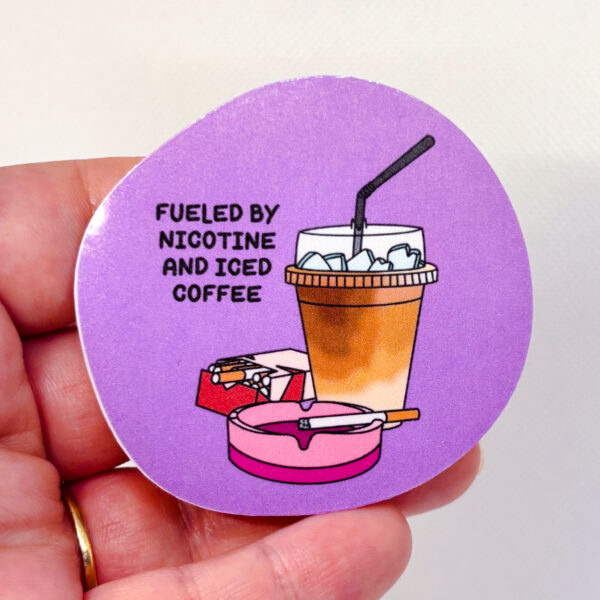 FUELED BY
NICOTINE
AND ICED
COFFEE